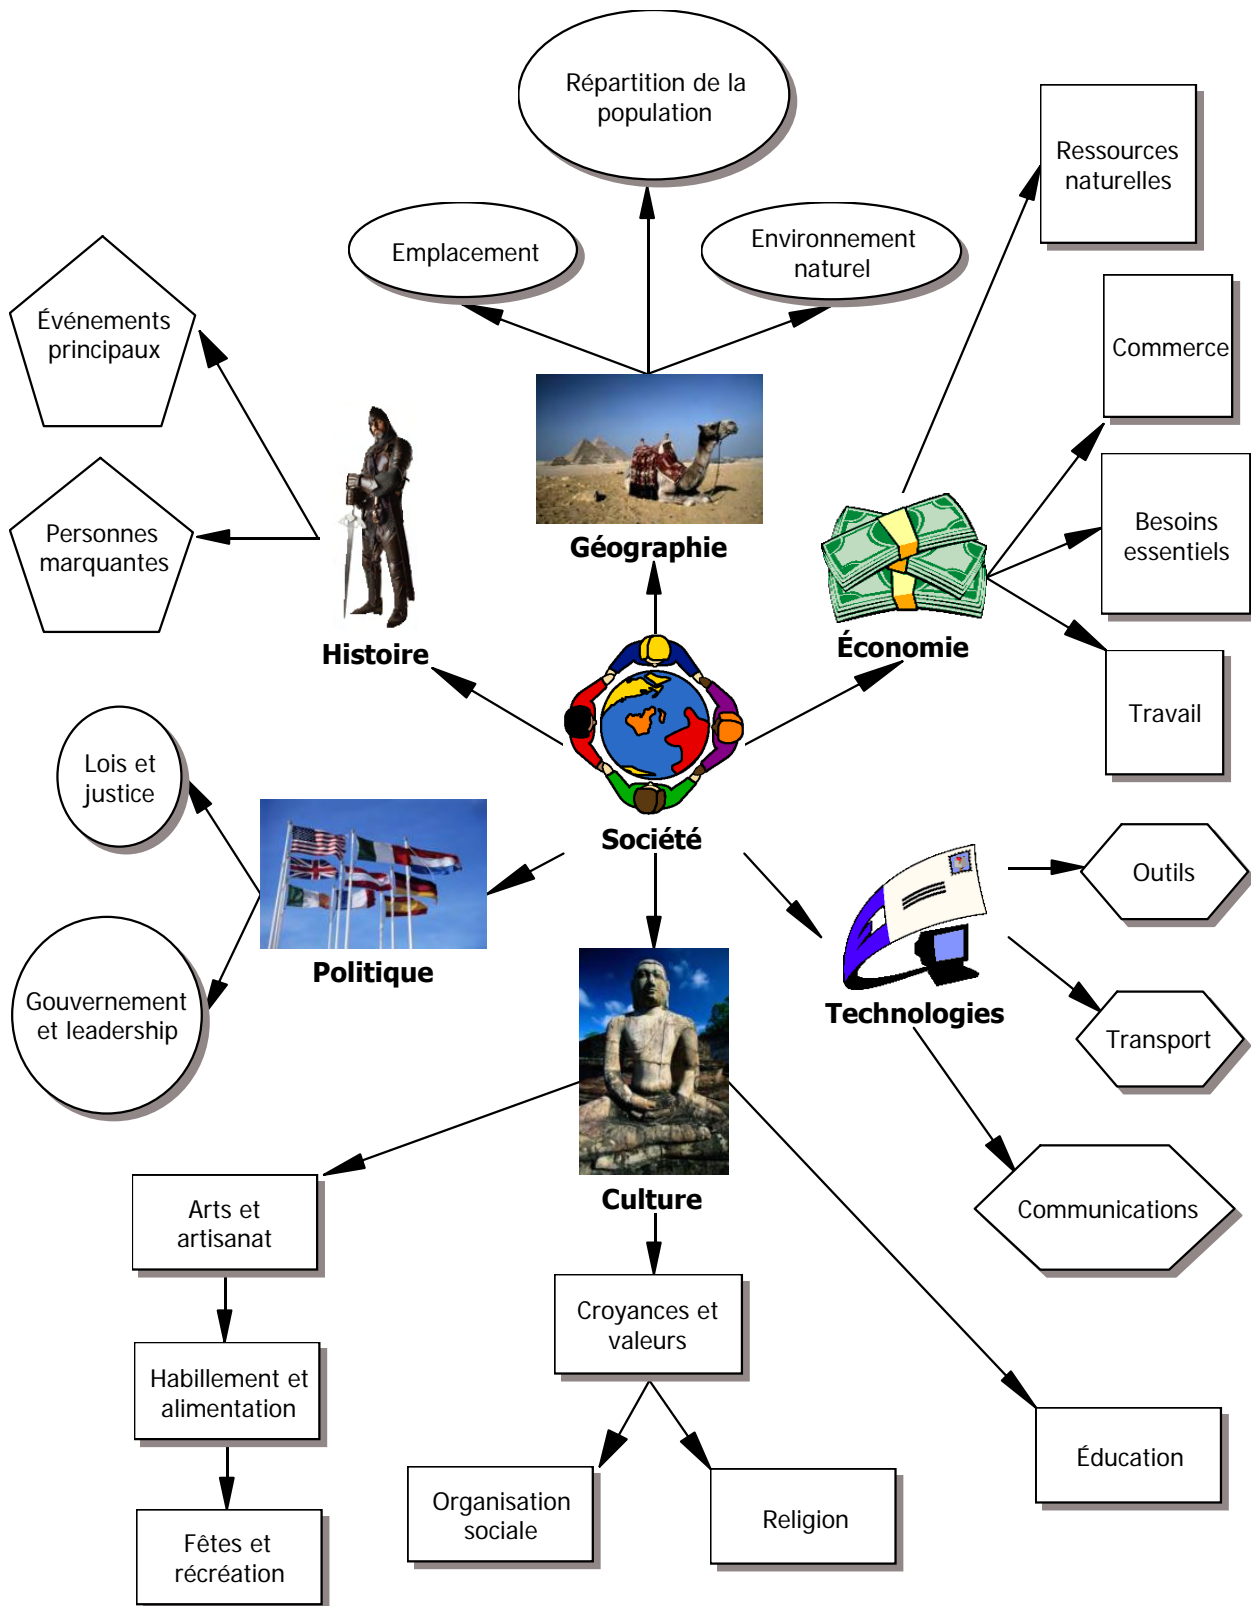 Répartition de la
population
Ressources
naturelles
Emplacement
Environnement
naturel
Événements
principaux
Commerce
Personnes
marquantes
Géographie
Besoins
essentiels
Histoire
Économie
Travail
Lois et
justice
Société
Outils
Politique
Gouvernement
et leadership
Technologies
Transport
Culture
Communications
Arts et
artisanat
Croyances et
valeurs
Habillement et
alimentation
Éducation
Organisation
sociale
Religion
Fêtes et
récréation